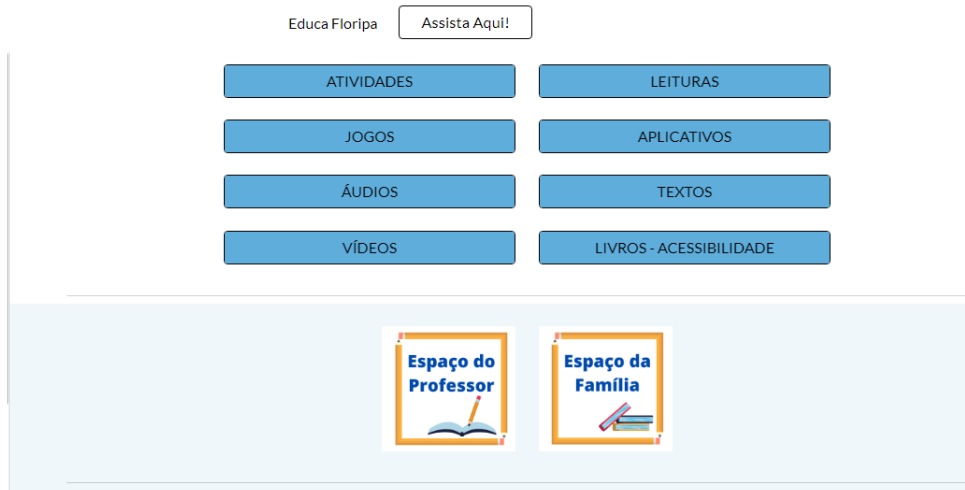 Educa Floripa Assista Aqui!
ATIVIDADES LEITURAS
JOGOS APLICATIVOS
ÁUDIOS TEXTOS
VÍDEOS LIVROS - ACESSIBILIDADE
Espaço do
Professor
Espaço da
Família